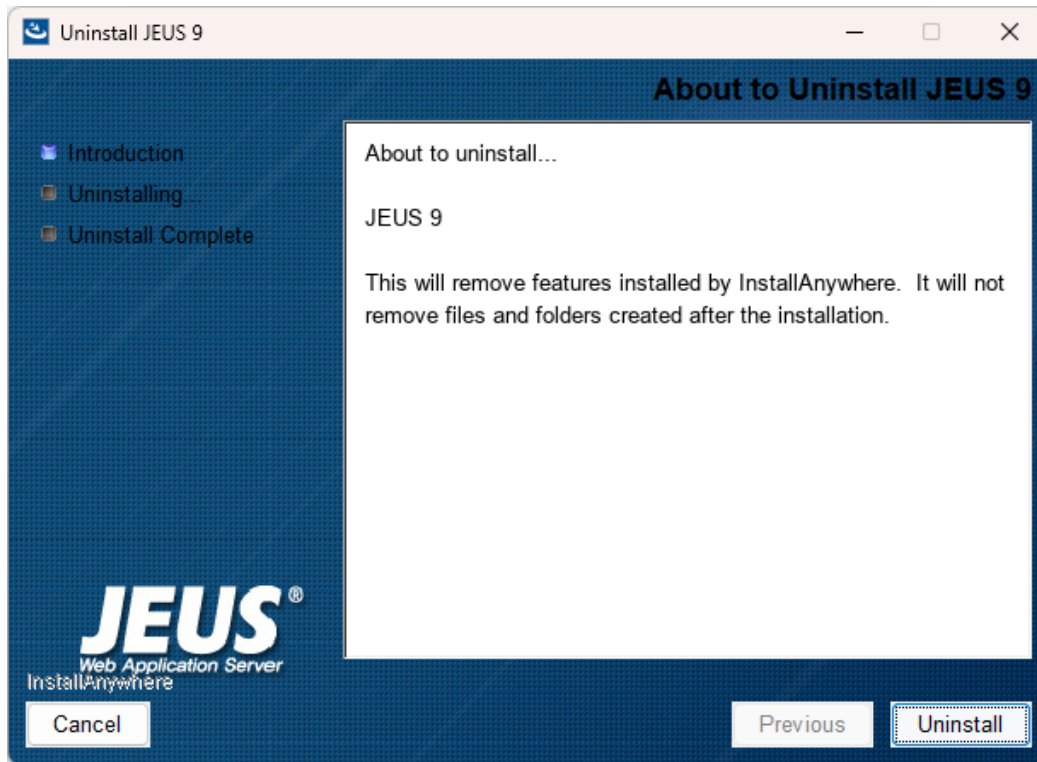 Uninstall JEUS 9
About to Uninstall JEUS 9
Introduction
Uninstalling...
Uninstall Complete
About to uninstall...
JEUS 9
This will remove features installed by InstallAnywhere.  It will not
remove files and folders created after the installation.
JEUS®
Web Application Server
InstallAnywhere
Cancel
Previous
Uninstall